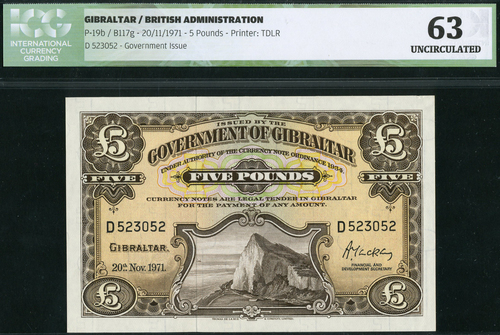 ICG
INTERNATIONAL
CURRENCY
GRADING
GIBRALTAR / BRITISH ADMINISTRATION
P-19b / B117g - 20/11/1971 - 5 Pounds - Printer: TDLR
D 523052 - Government Issue
63
UNCIRCULATED
ISSUED BY THE
GOVERNMENT OF GIBRALTAR
UNDER AUTHORITY OF THE CURRENCY NOTE ORDINANCE 1934.
£5
£5
FIVE
FIVE POUNDS
FIVE
CURRENCY NOTES ARE LEGAL TENDER IN GIBRALTAR
FOR THE PAYMENT OF ANY AMOUNT.
D 523052
D 523052
GIBRALTAR.
20th Nov. 1971.
FINANCIAL AND
DEVELOPMENT SECRETARY
£5
£5